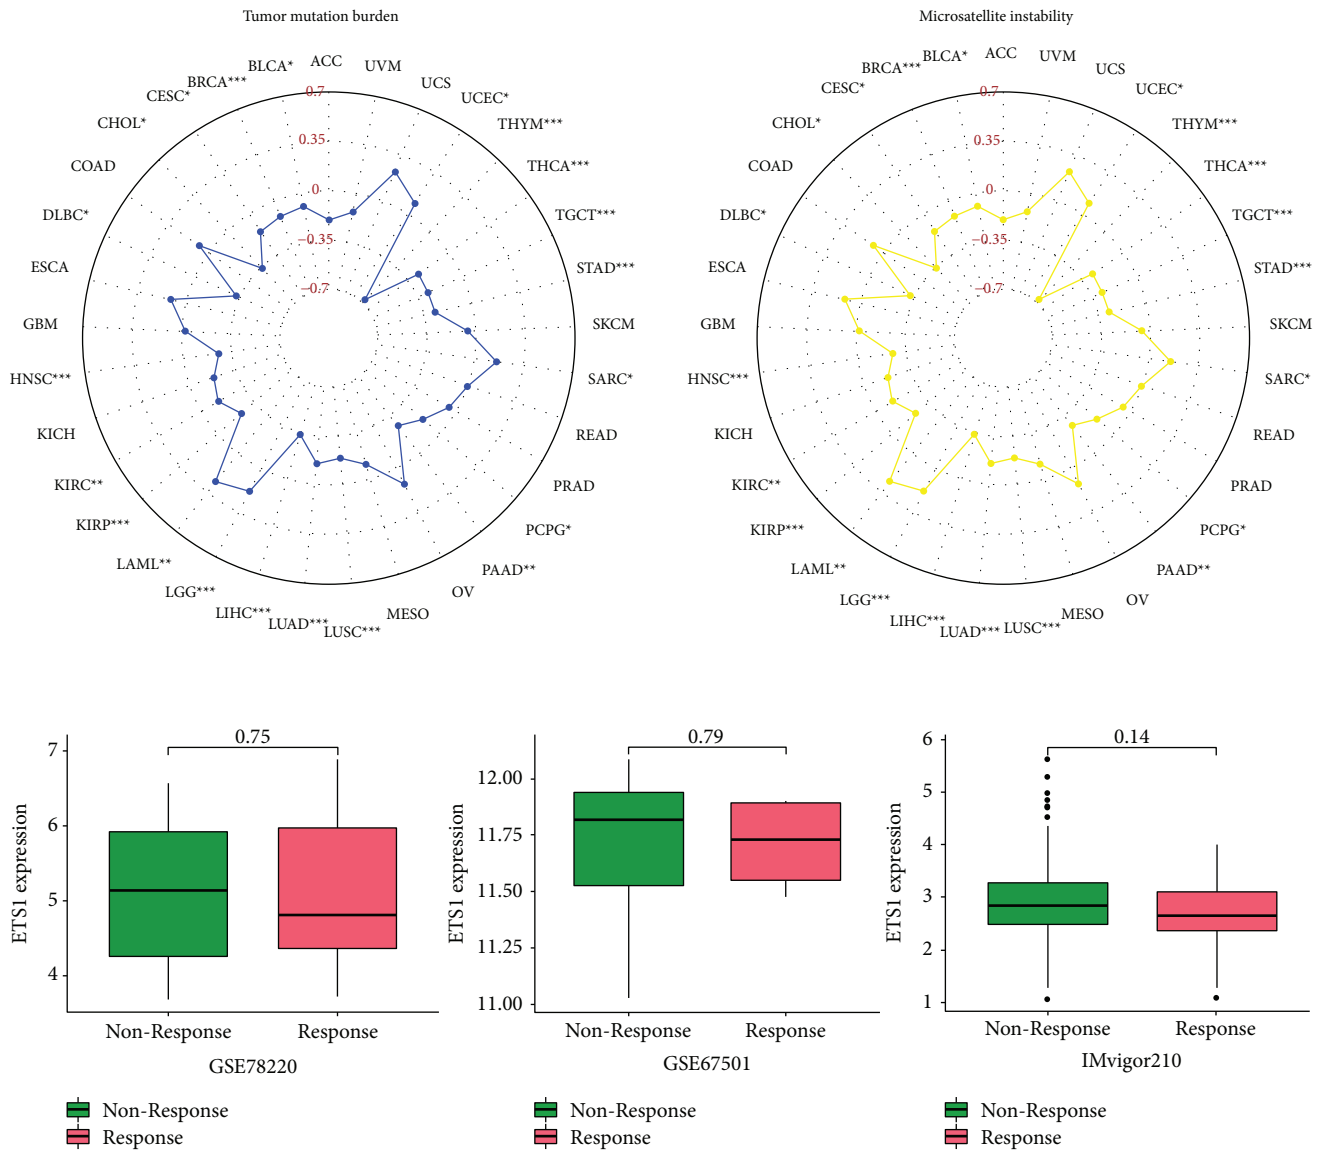 Tumor mutation burden
ACC
UVM
UCS
UCEC*
THYM***
THCA***
TGCT***
STAD***
SKCM
SARC*
READ
PRAD
PCPG*
PAAD**
OV
MESO
LUSC***
LUAD***
LIHC***
LGG***
LAML**
KIRP***
KIRC**
KICH
HNSC***
GBM
ESCA
DLBC*
COAD
CHOL*
CESC*
BRCA***
BLCA*
0.7
0.35
0
−0.35
−0.7
Microsatellite instability
ACC
UVM
UCS
UCEC*
THYM***
THCA***
TGCT***
STAD***
SKCM
SARC*
READ
PRAD
PCPG*
PAAD**
OV
MESO
LUSC***
LUAD***
LIHC***
LGG***
LAML**
KIRP***
KIRC**
KICH
HNSC***
GBM
ESCA
DLBC*
COAD
CHOL*
CESC*
BRCA***
BLCA*
0.7
0.35
0
−0.35
−0.7
ETS1 expression
7
6
5
4
0.75
Non-Response
Response
GSE78220
Non-Response
Response
ETS1 expression
12.00
11.75
11.50
11.25
11.00
0.79
Non-Response
Response
GSE67501
Non-Response
Response
ETS1 expression
6
5
4
3
2
1
0.14
Non-Response
Response
IMvigor210
Non-Response
Response